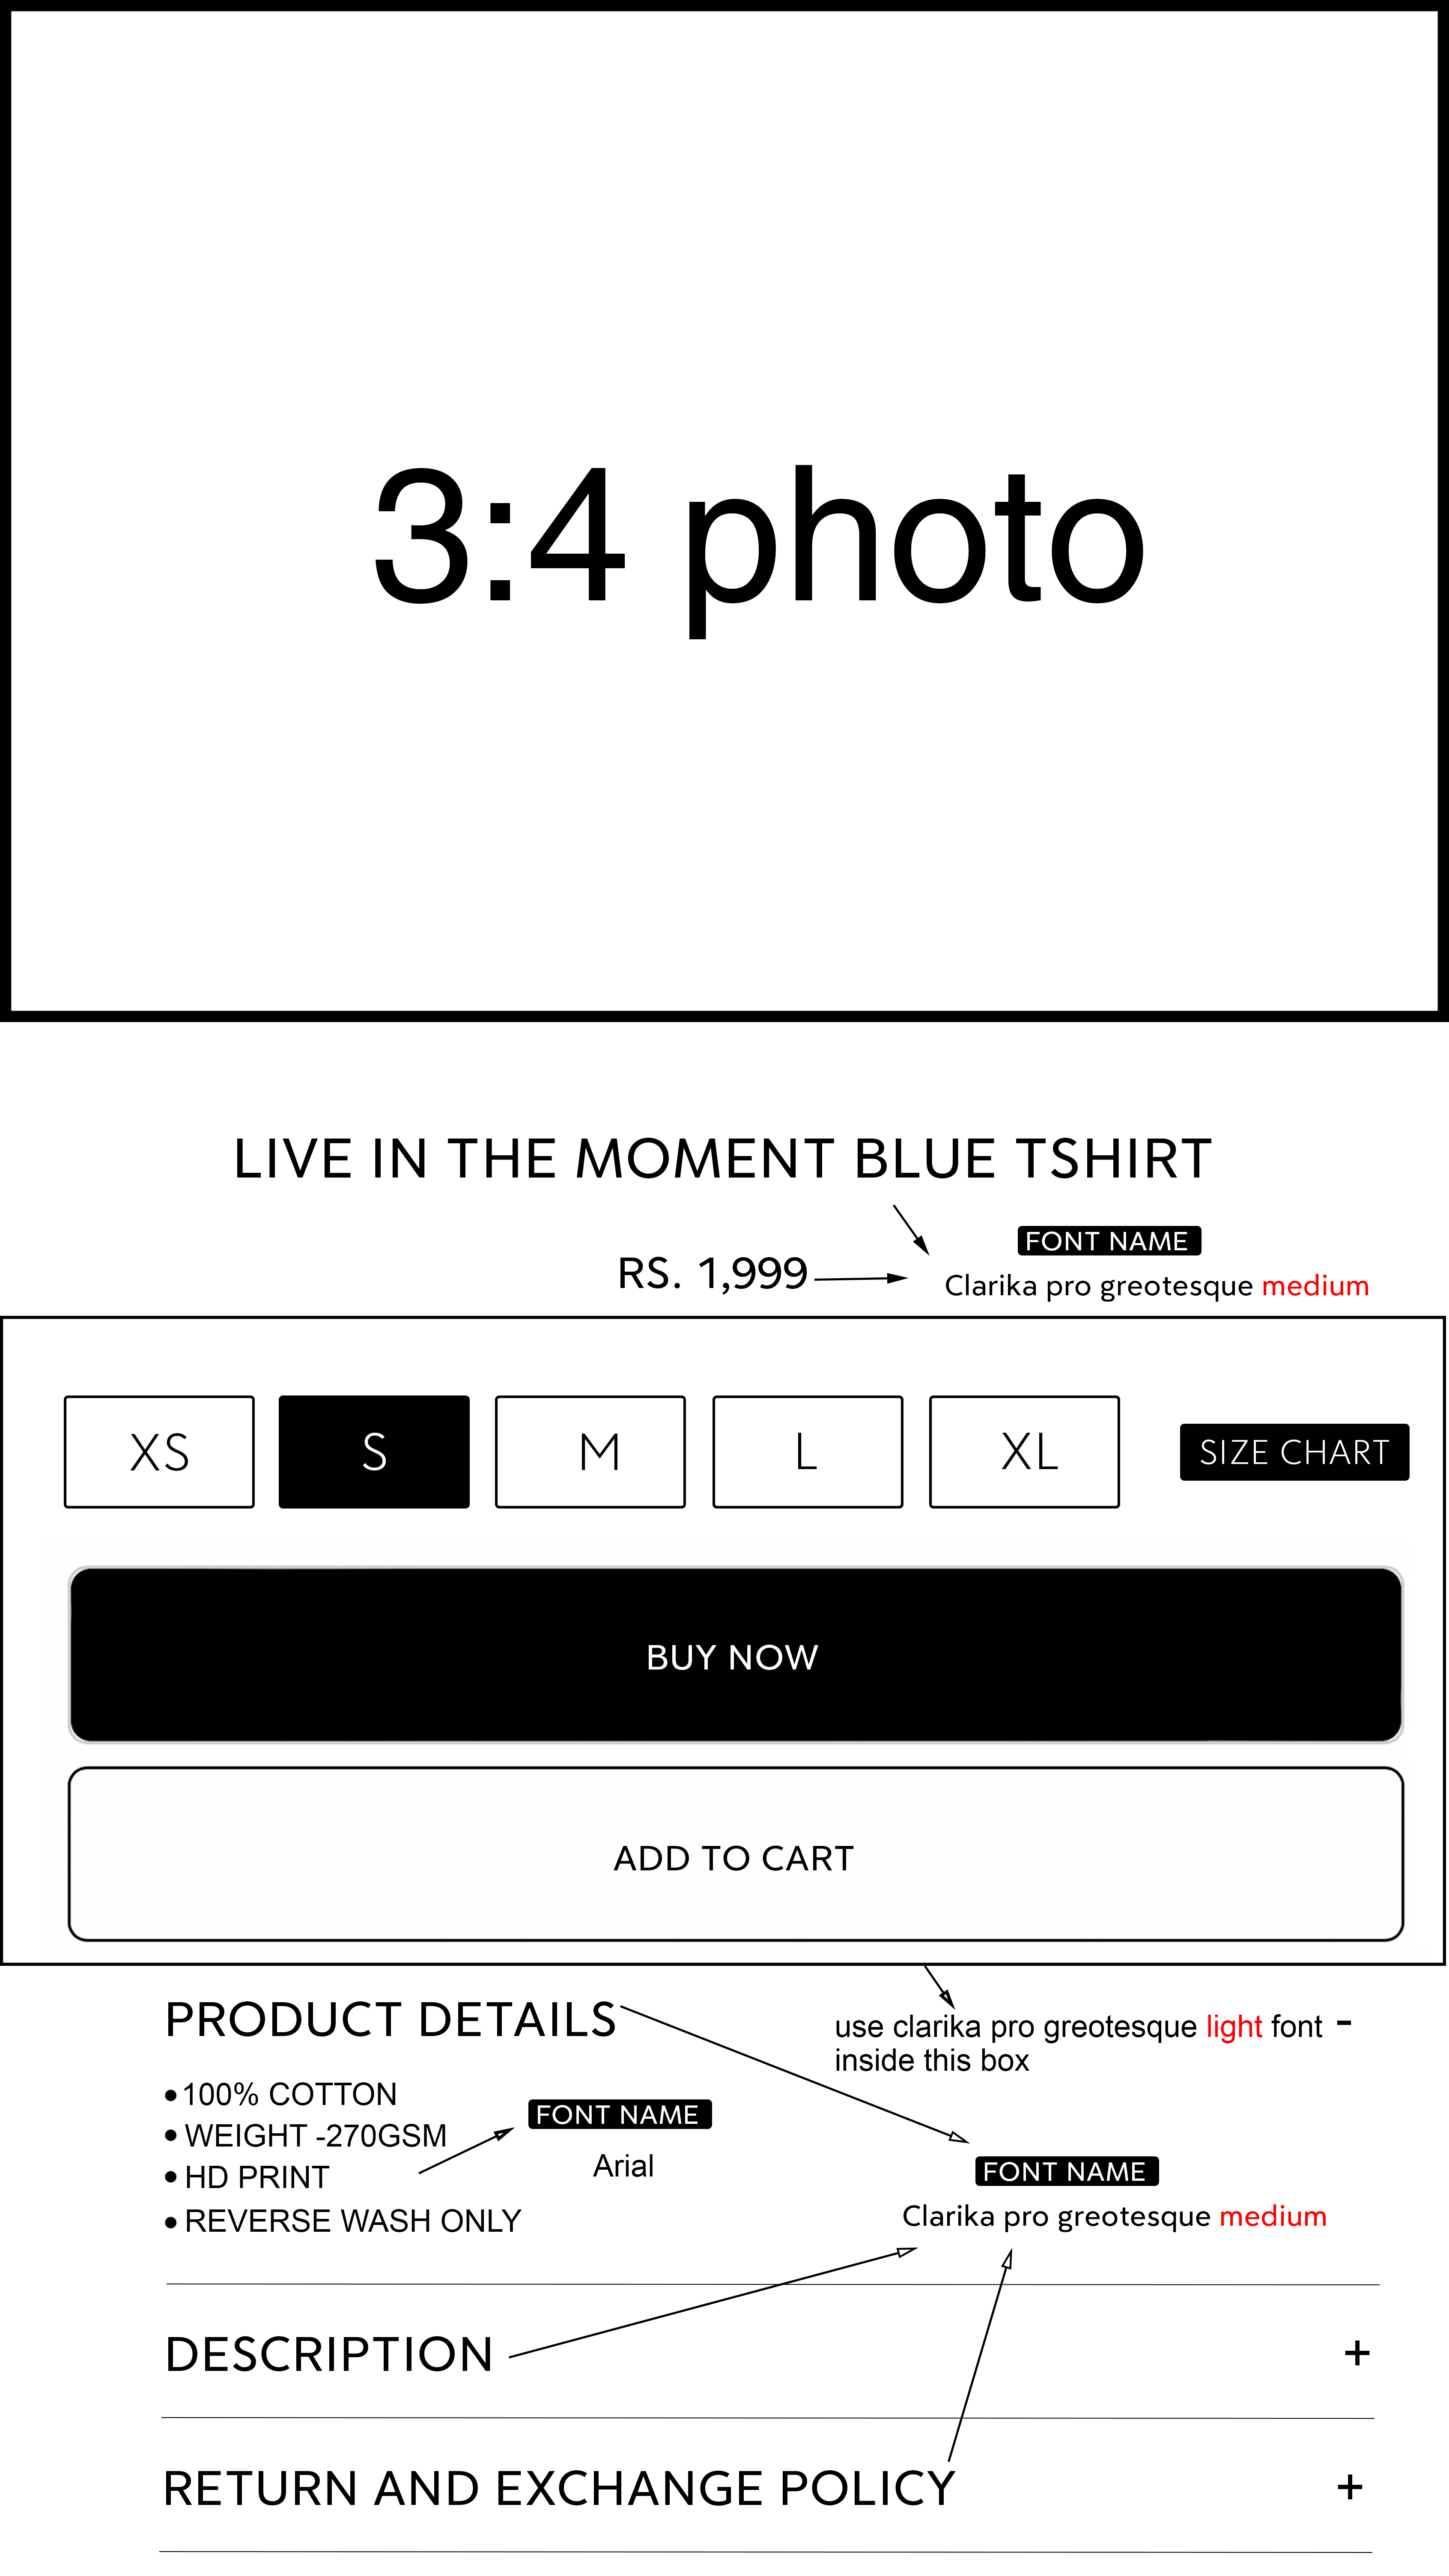 3:4 photo
LIVE IN THE MOMENT BLUE TSHIRT
FONT NAME
RS. 1,999
Clarika pro greotesque medium
XS
S
M
L
XL
SIZE CHART
BUY NOW
ADD TO CART
PRODUCT DETAILS
use clarika pro greotesque light font -
inside this box
• 100% COTTON
• WEIGHT -270GSM
• HD PRINT
• REVERSE WASH ONLY
FONT NAME
Arial
FONT NAME
Clarika pro greotesque medium
DESCRIPTION +
RETURN AND EXCHANGE POLICY +